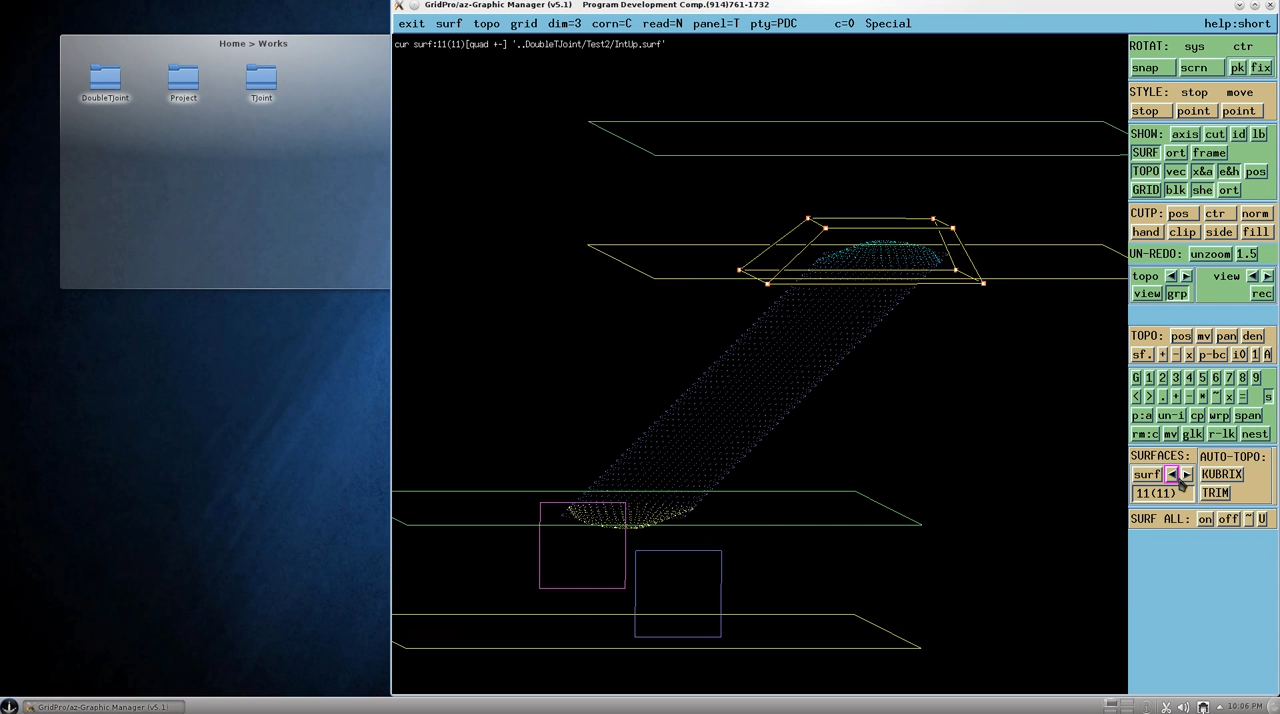 GridPro/az-Graphic Manager (v5.1) Program Development Comp.(914)761-1732
exit surf topo grid dim=3 corn=C read=N panel=T pty=PDC c=0 Special help:short
cur surf:11(11)[quad +-] '..DoubleTJoint/Test2/IntUp.surf'
Home > Works
DoubleTJoint Project TJoint
ROTAT: sys ctr
snap scrn pk fix
STYLE: stop move
stop point point
SHOW: axis cut id lb
SURF ort frame
TOPO vec x&a e&h pos
GRID blk she ort
CUTP: pos ctr norm
hand clip side fill
UN-REDO: unzoom 1.5
topo ◄ ► view ◄ ►
view grp rec
TOPO: pos mv pan den
sf. + - x p-bc i0 1 A
G 1 2 3 4 5 6 7 8 9
< > . + - * ~ x = s
p:a un-i cp wrp span
rm:c mv glk r-lk nest
SURFACES: AUTO-TOPO:
surf ◄ ► KUBRIX
11(11) TRIM
SURF ALL: on off ~ U
GridPro/az-Graphic Manager (v5.1)
10:06 PM